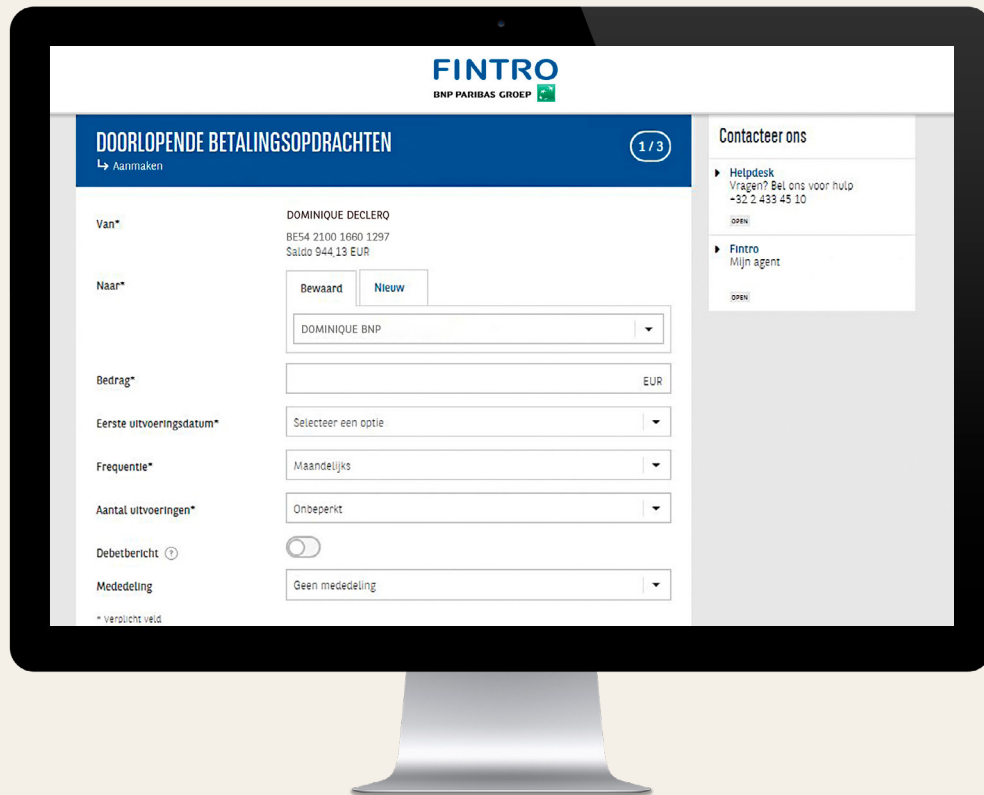 FINTRO
BNP PARIBAS GROEP
DOORLOPENDE BETALINGSOPDRACHTEN
Aanmaken
1/3
Van*
DOMINIQUE DECLERQ
BE54 2100 1660 1297
Saldo 944,13 EUR
Naar*
Bewaard
Nieuw
DOMINIQUE BNP
Bedrag*
EUR
Eerste uitvoeringsdatum*
Selecteer een optie
Frequentie*
Maandelijks
Aantal uitvoeringen*
Onbeperkt
Debetbericht ?
Mededeling
Geen mededeling
* Verplicht veld
Contacteer ons
Helpdesk
Vragen? Bel ons voor hulp
+32 2 433 45 10
OPEN
Fintro
Mijn agent
OPEN